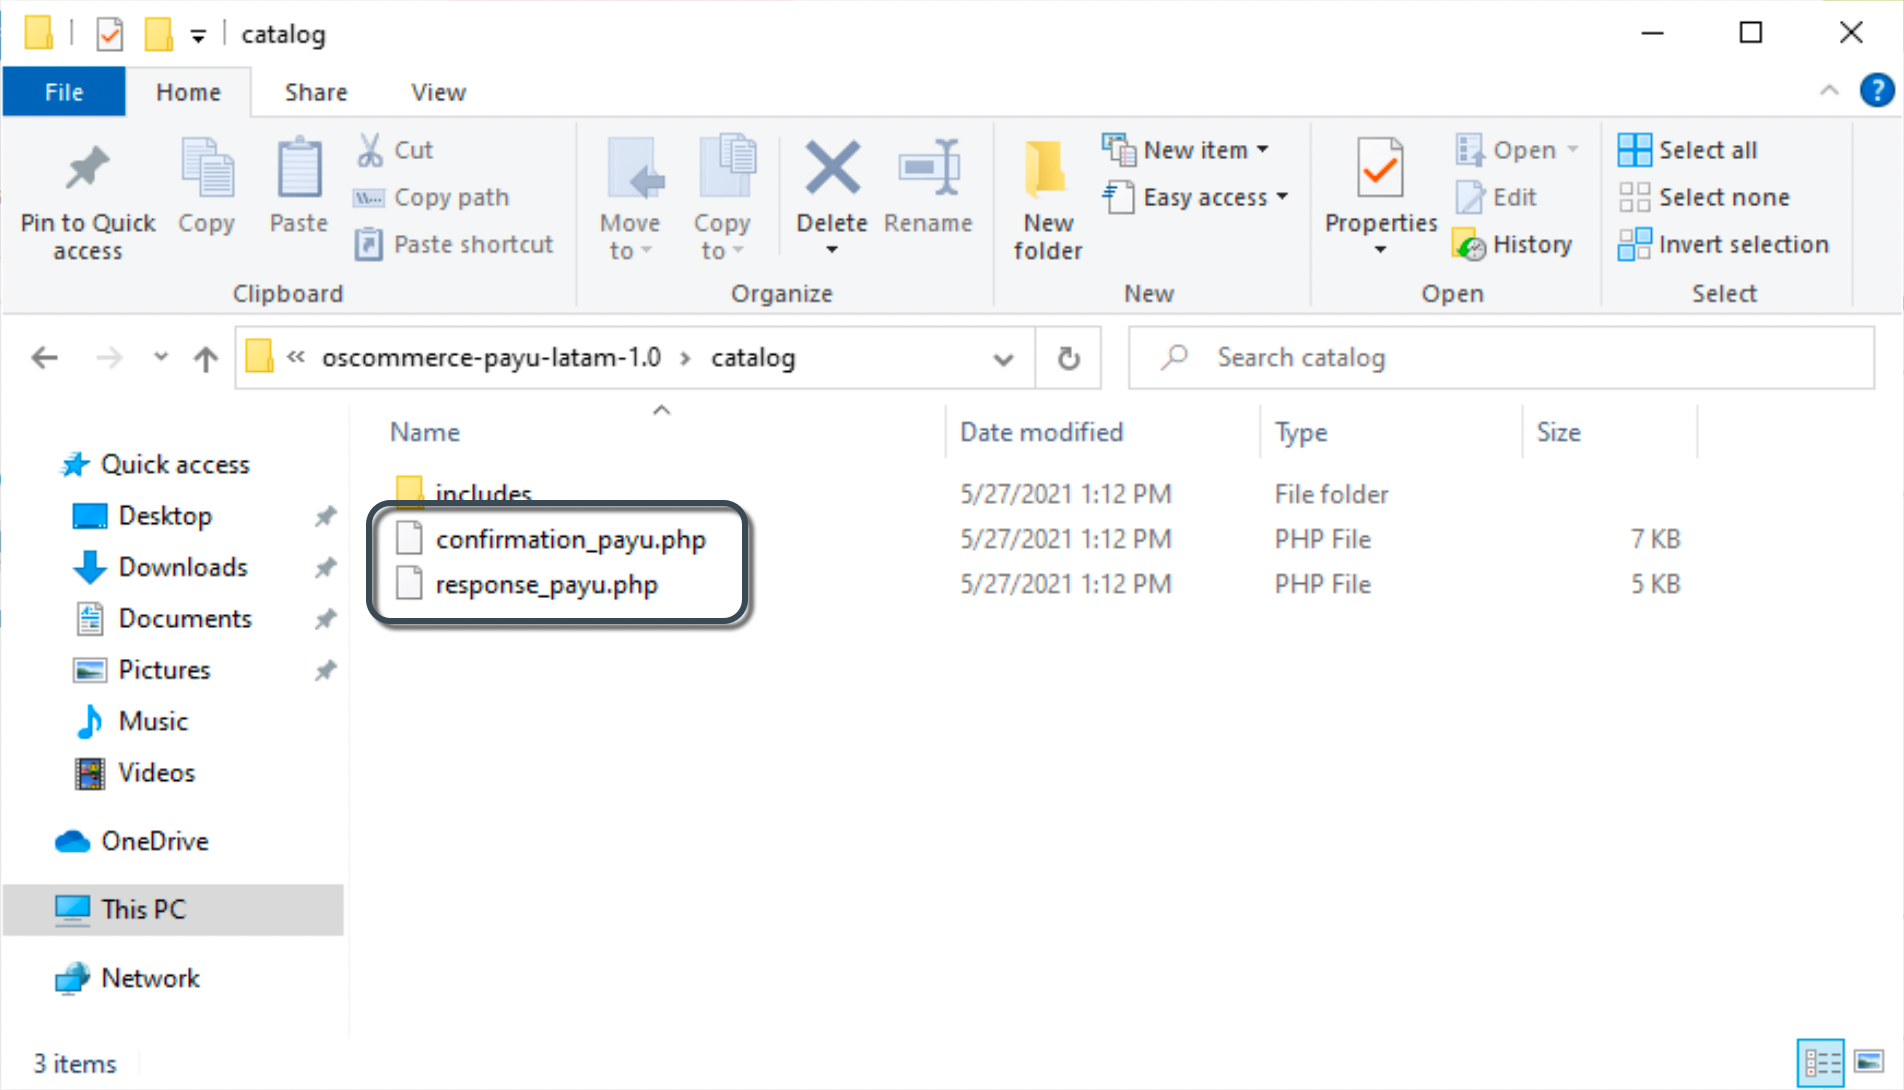 catalog
File Home Share View
Pin to Quick access
Copy
Paste
Cut
Copy path
Paste shortcut
Clipboard
Move to
Copy to
Delete
Rename
Organize
New folder
New item
Easy access
New
Properties
Open
Edit
History
Open
Select all
Select none
Invert selection
Select
« oscommerce-payu-latam-1.0 › catalog
Search catalog
Name Date modified Type Size
includes 5/27/2021 1:12 PM File folder
confirmation_payu.php 5/27/2021 1:12 PM PHP File 7 KB
response_payu.php 5/27/2021 1:12 PM PHP File 5 KB
Quick access
Desktop
Downloads
Documents
Pictures
Music
Videos
OneDrive
This PC
Network
3 items